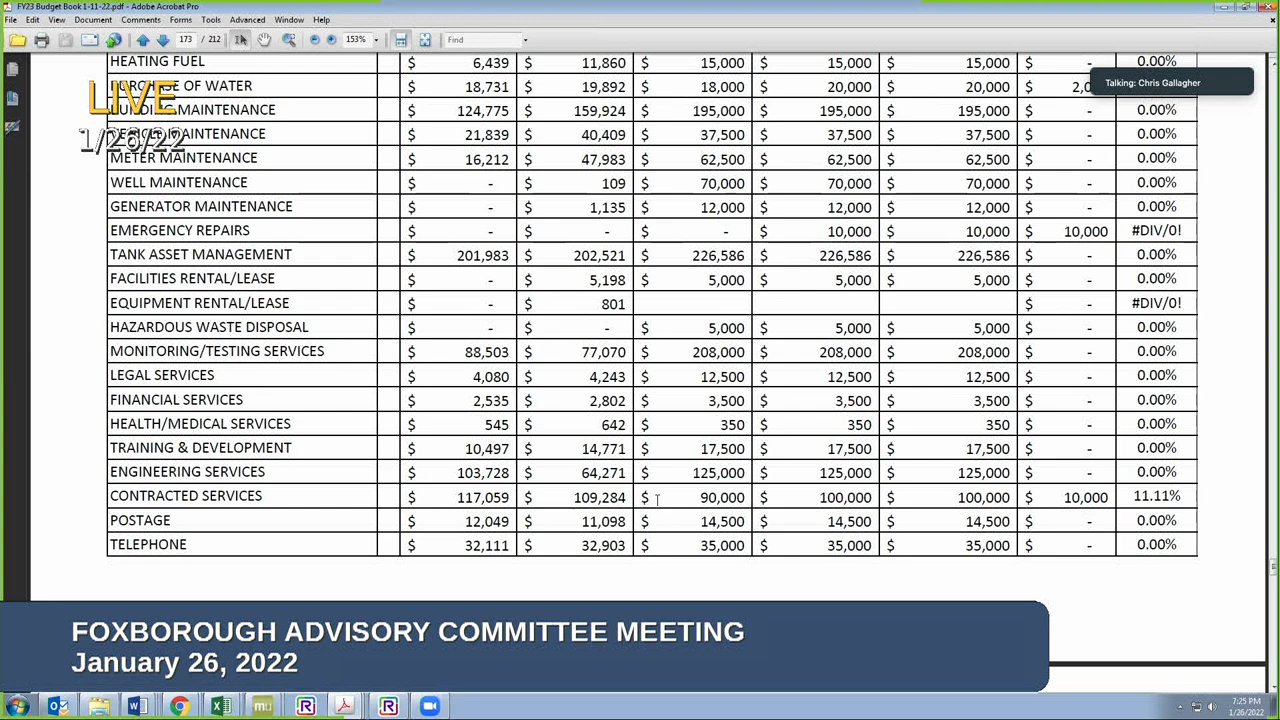 FY23 Budget Book 1-11-22.pdf - Adobe Acrobat Pro
File Edit View Document Comments Forms Tools Advanced Window Help
173 / 212 153% Find
HEATING FUEL $ 6,439 $ 11,860 $ 15,000 $ 15,000 $ 15,000 $ - 0.00%
Talking: Chris Gallagher
LIVE
PURCHASE OF WATER $ 18,731 $ 19,892 $ 18,000 $ 20,000 $ 20,000 $ 2,0
BUILDING MAINTENANCE $ 124,775 $ 159,924 $ 195,000 $ 195,000 $ 195,000 $ - 0.00%
1/26/22
MAINTENANCE $ 21,839 $ 40,409 $ 37,500 $ 37,500 $ 37,500 $ - 0.00%
METER MAINTENANCE $ 16,212 $ 47,983 $ 62,500 $ 62,500 $ 62,500 $ - 0.00%
WELL MAINTENANCE $ - $ 109 $ 70,000 $ 70,000 $ 70,000 $ - 0.00%
GENERATOR MAINTENANCE $ - $ 1,135 $ 12,000 $ 12,000 $ 12,000 $ - 0.00%
EMERGENCY REPAIRS $ - $ - $ - $ 10,000 $ 10,000 $ 10,000 #DIV/0!
TANK ASSET MANAGEMENT $ 201,983 $ 202,521 $ 226,586 $ 226,586 $ 226,586 $ - 0.00%
FACILITIES RENTAL/LEASE $ - $ 5,198 $ 5,000 $ 5,000 $ 5,000 $ - 0.00%
EQUIPMENT RENTAL/LEASE $ - $ 801 $ - #DIV/0!
HAZARDOUS WASTE DISPOSAL $ - $ - $ 5,000 $ 5,000 $ 5,000 $ - 0.00%
MONITORING/TESTING SERVICES $ 88,503 $ 77,070 $ 208,000 $ 208,000 $ 208,000 $ - 0.00%
LEGAL SERVICES $ 4,080 $ 4,243 $ 12,500 $ 12,500 $ 12,500 $ - 0.00%
FINANCIAL SERVICES $ 2,535 $ 2,802 $ 3,500 $ 3,500 $ 3,500 $ - 0.00%
HEALTH/MEDICAL SERVICES $ 545 $ 642 $ 350 $ 350 $ 350 $ - 0.00%
TRAINING & DEVELOPMENT $ 10,497 $ 14,771 $ 17,500 $ 17,500 $ 17,500 $ - 0.00%
ENGINEERING SERVICES $ 103,728 $ 64,271 $ 125,000 $ 125,000 $ 125,000 $ - 0.00%
CONTRACTED SERVICES $ 117,059 $ 109,284 $ 90,000 $ 100,000 $ 100,000 $ 10,000 11.11%
POSTAGE $ 12,049 $ 11,098 $ 14,500 $ 14,500 $ 14,500 $ - 0.00%
TELEPHONE $ 32,111 $ 32,903 $ 35,000 $ 35,000 $ 35,000 $ - 0.00%
FOXBOROUGH ADVISORY COMMITTEE MEETING
January 26, 2022
7:25 PM
1/26/2022